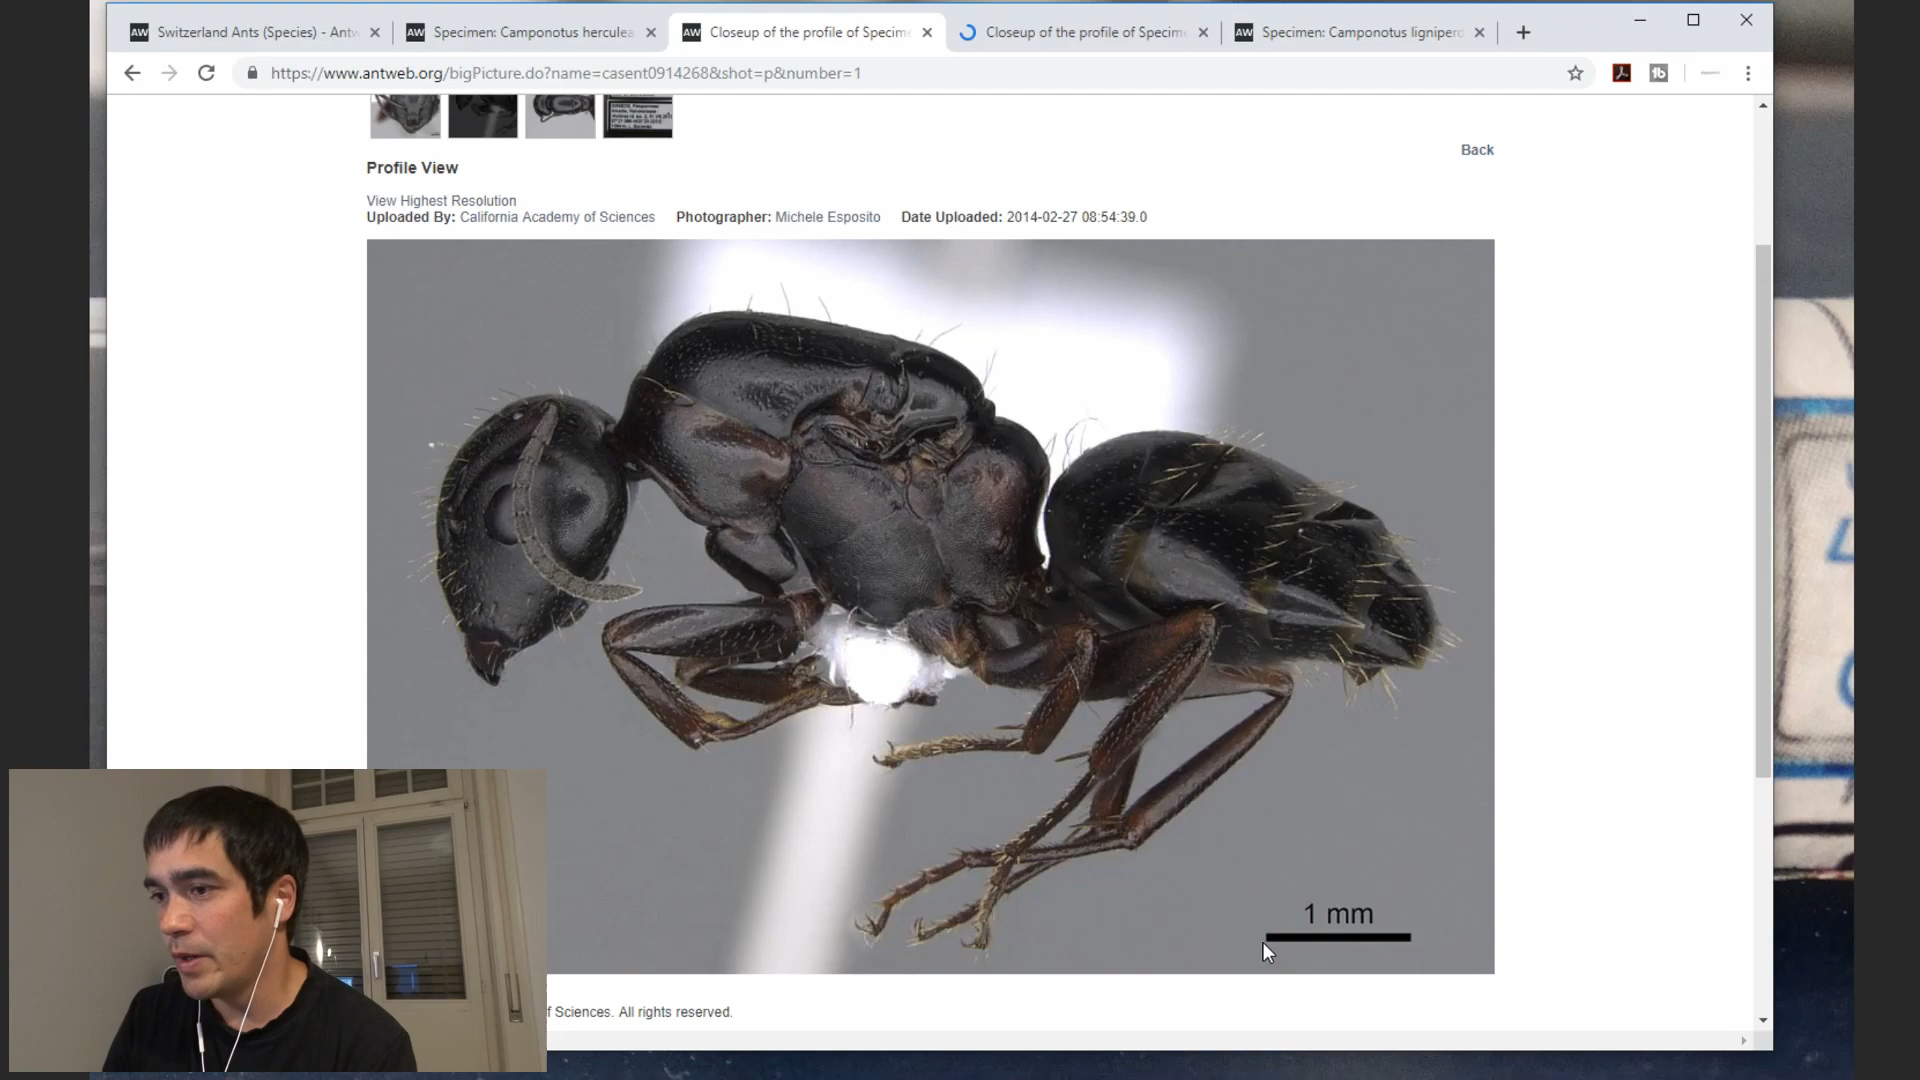 Switzerland Ants (Species) - Antw
Specimen: Camponotus herculea
Closeup of the profile of Specim
Closeup of the profile of Specime
Specimen: Camponotus ligniperd
https://www.antweb.org/bigPicture.do?name=casent0914268&shot=p&number=1
Back
Profile View
View Highest Resolution
Uploaded By: California Academy of Sciences Photographer: Michele Esposito Date Uploaded: 2014-02-27 08:54:39.0
1 mm
f Sciences. All rights reserved.